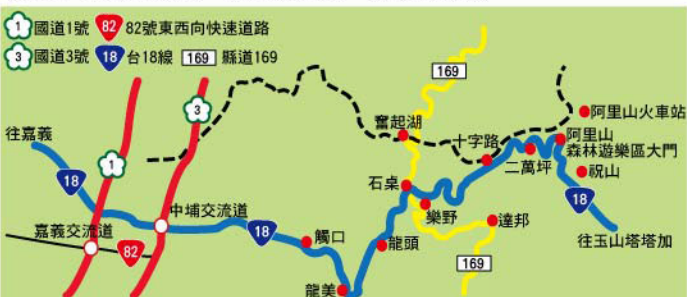 1 國道1號 82 82號東西向快速道路
3 國道3號 18 台18線 169 縣道169
169
3
阿里山火車站
奮起湖
十字路
阿里山
森林遊樂區大門
往嘉義
1
二萬坪
祝山
18
石桌
18
樂野
中埔交流道
達邦
嘉義交流道
18
觸口
龍頭
往玉山塔塔加
82
169
龍美